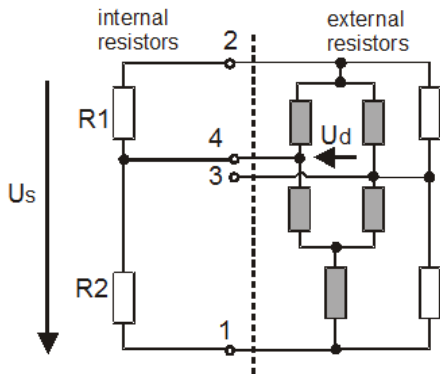 internal
resistors
external
resistors
2
R1
4
Ud
3
Us
R2
1